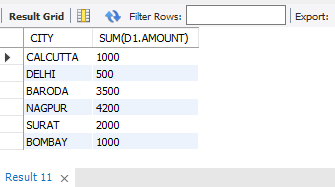 Result Grid Filter Rows: Export:
CITY SUM(D1.AMOUNT)
CALCUTTA 1000
DELHI 500
BARODA 3500
NAGPUR 4200
SURAT 2000
BOMBAY 1000
Result 11 ×